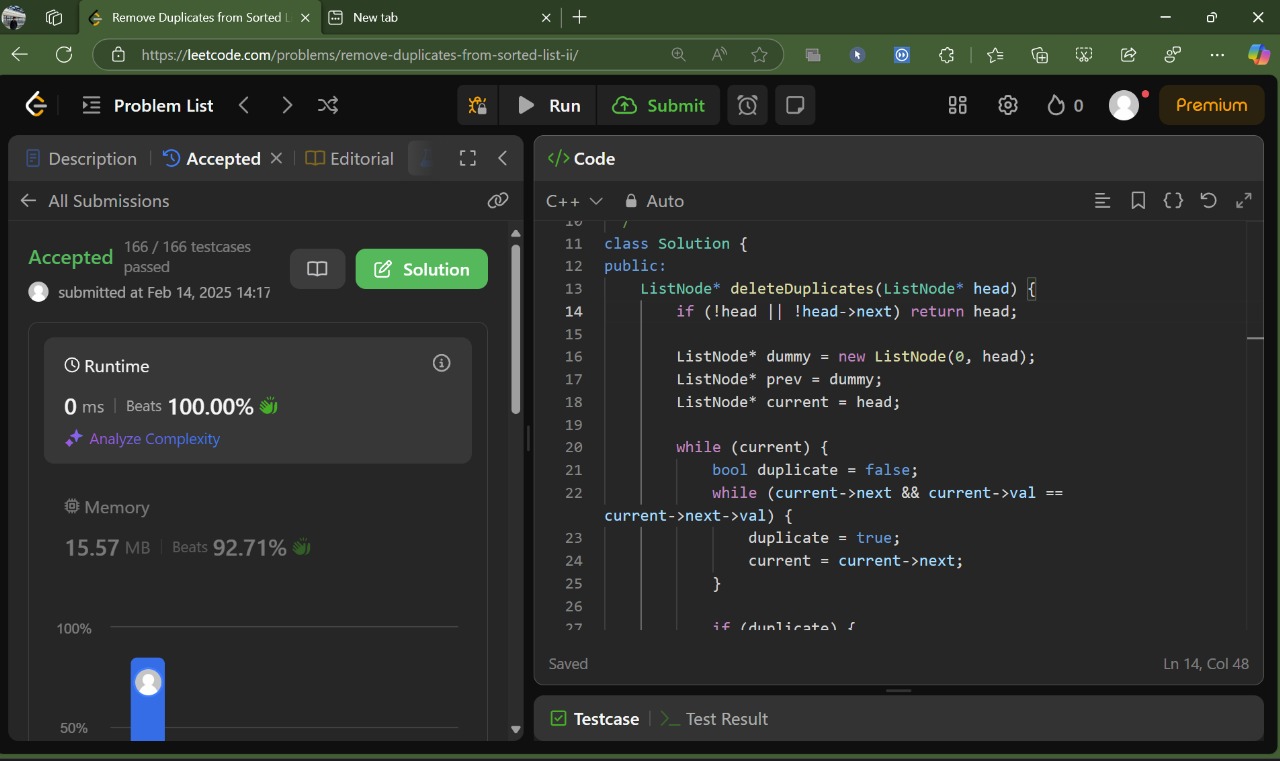 Remove Duplicates from Sorted L
New tab
https://leetcode.com/problems/remove-duplicates-from-sorted-list-ii/
Problem List
Run
Submit
0
Premium
Description
Accepted
Editorial
All Submissions
Accepted
166 / 166 testcases
passed
submitted at Feb 14, 2025 14:17
Solution
Runtime
0 ms
Beats 100.00%
Analyze Complexity
Memory
15.57 MB
Beats 92.71%
100%
50%
</> Code
C++
Auto
10 */
11 class Solution {
12 public:
13 ListNode* deleteDuplicates(ListNode* head) {
14 if (!head || !head->next) return head;
15
16 ListNode* dummy = new ListNode(0, head);
17 ListNode* prev = dummy;
18 ListNode* current = head;
19
20 while (current) {
21 bool duplicate = false;
22 while (current->next && current->val ==
current->next->val) {
23 duplicate = true;
24 current = current->next;
25 }
26
27 if (duplicate) {
Saved
Ln 14, Col 48
Testcase
Test Result